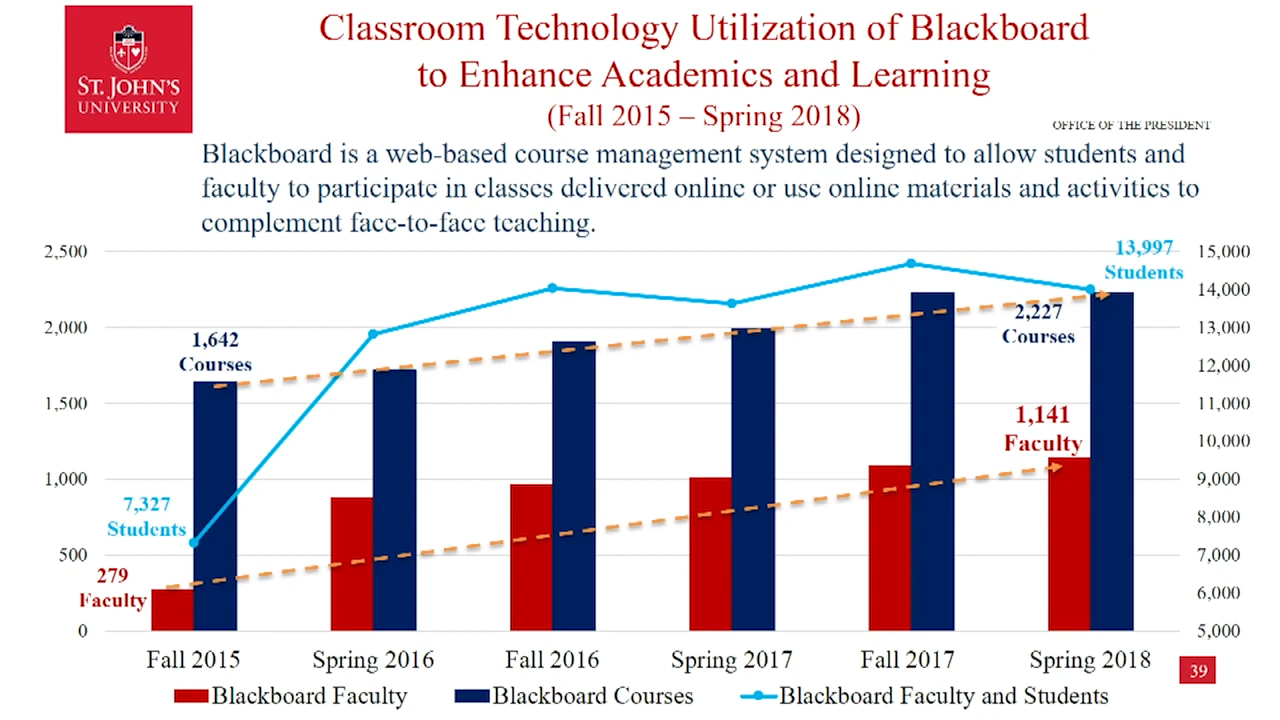 ST. JOHN'S
UNIVERSITY
Classroom Technology Utilization of Blackboard
to Enhance Academics and Learning
(Fall 2015 – Spring 2018)
OFFICE OF THE PRESIDENT
Blackboard is a web-based course management system designed to allow students and
faculty to participate in classes delivered online or use online materials and activities to
complement face-to-face teaching.
2,500
2,000
1,500
1,000
500
0
15,000
14,000
13,000
12,000
11,000
10,000
9,000
8,000
7,000
6,000
5,000
1,642
Courses
7,327
Students
279
Faculty
13,997
Students
2,227
Courses
1,141
Faculty
Fall 2015
Spring 2016
Fall 2016
Spring 2017
Fall 2017
Spring 2018
39
Blackboard Faculty
Blackboard Courses
Blackboard Faculty and Students